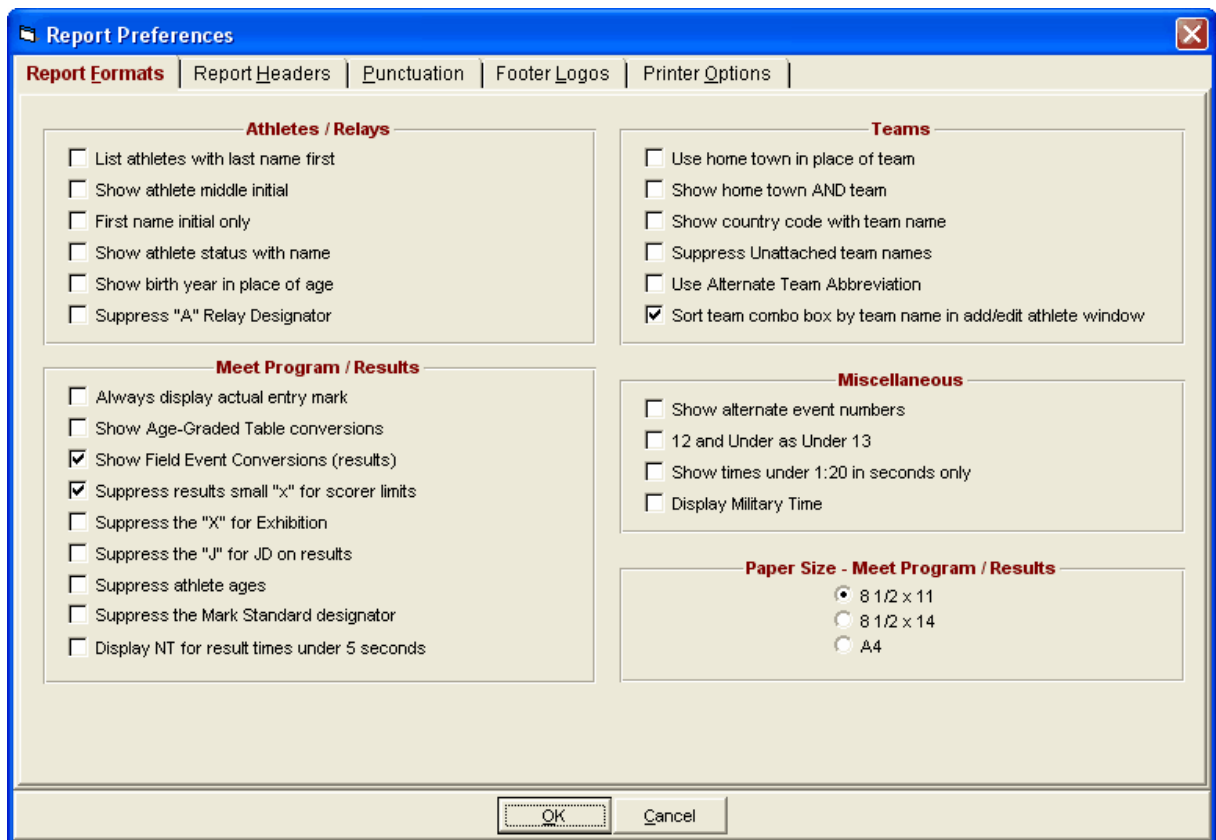 Report Preferences
Report Formats
Report Headers
Punctuation
Footer Logos
Printer Options
Athletes / Relays
List athletes with last name first
Show athlete middle initial
First name initial only
Show athlete status with name
Show birth year in place of age
Suppress "A" Relay Designator
Meet Program / Results
Always display actual entry mark
Show Age-Graded Table conversions
Show Field Event Conversions (results)
Suppress results small "x" for scorer limits
Suppress the "X" for Exhibition
Suppress the "J" for JD on results
Suppress athlete ages
Suppress the Mark Standard designator
Display NT for result times under 5 seconds
Teams
Use home town in place of team
Show home town AND team
Show country code with team name
Suppress Unattached team names
Use Alternate Team Abbreviation
Sort team combo box by team name in add/edit athlete window
Miscellaneous
Show alternate event numbers
12 and Under as Under 13
Show times under 1:20 in seconds only
Display Military Time
Paper Size - Meet Program / Results
8 1/2 x 11
8 1/2 x 14
A4
OK
Cancel